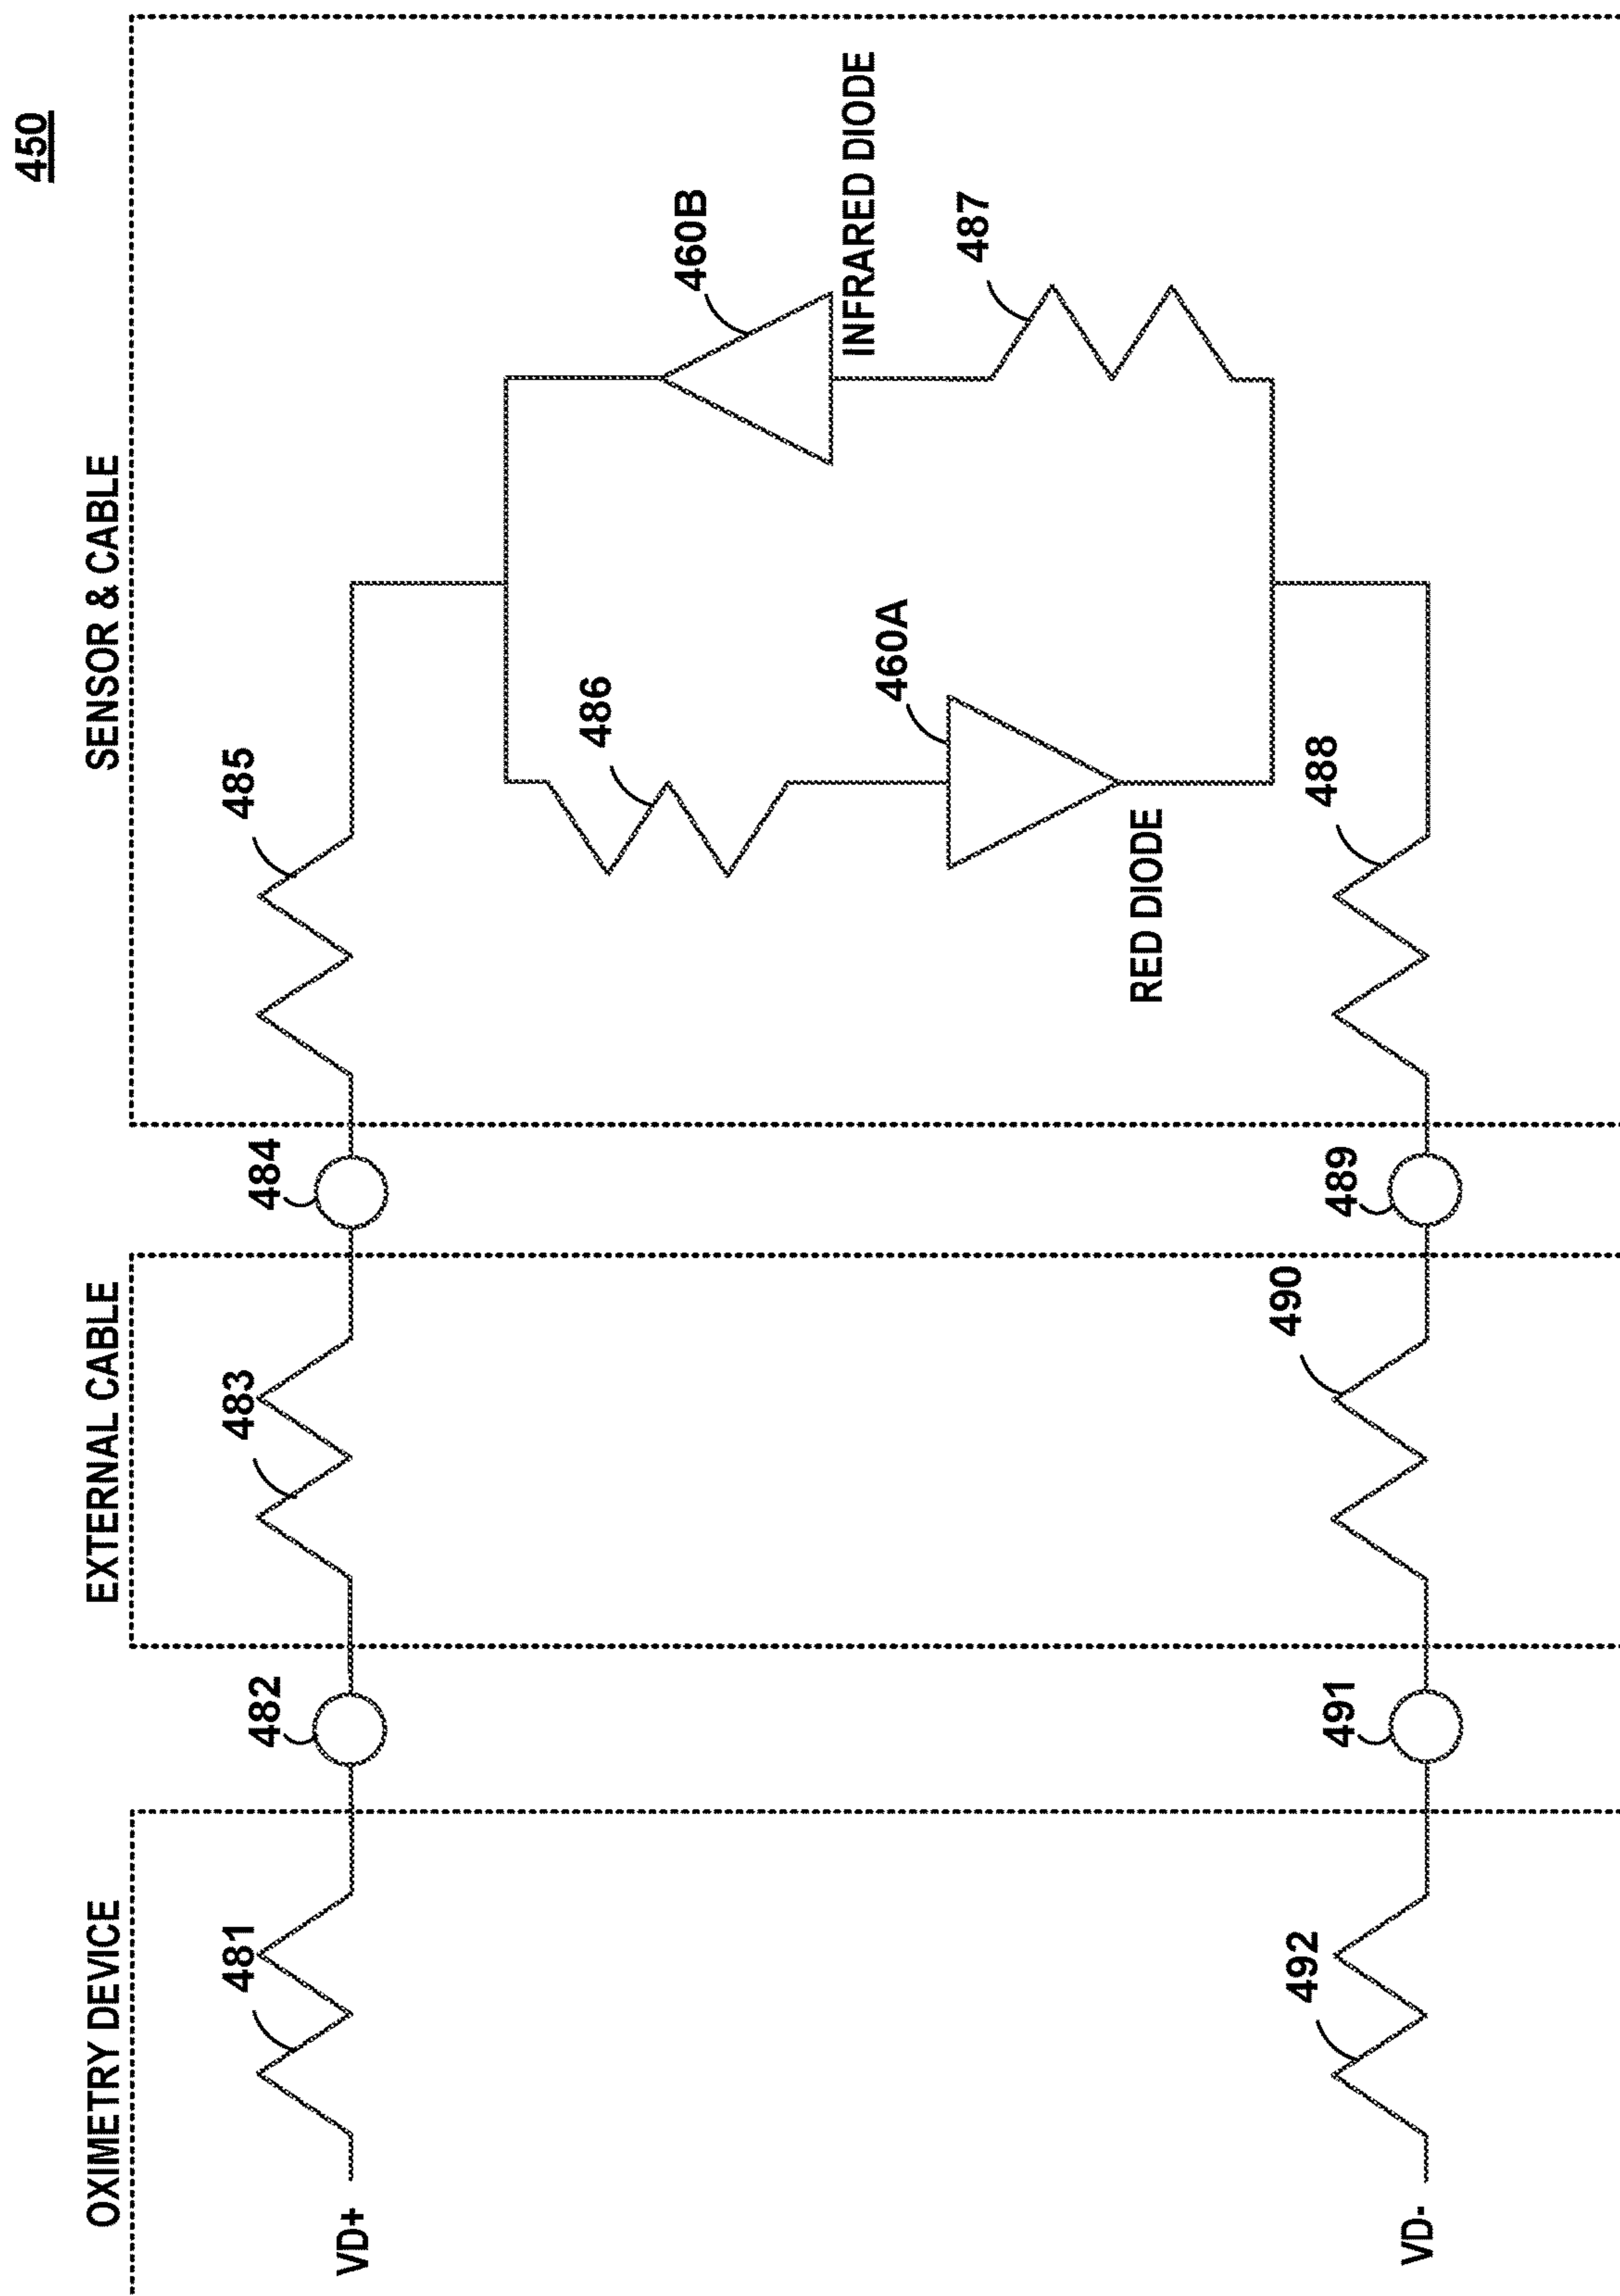 450
OXIMETRY DEVICE
EXTERNAL CABLE
SENSOR & CABLE
481
482
483
484
485
460B
486
INFRARED DIODE
460A
487
RED DIODE
VD+
492
491
490
489
488
VD-